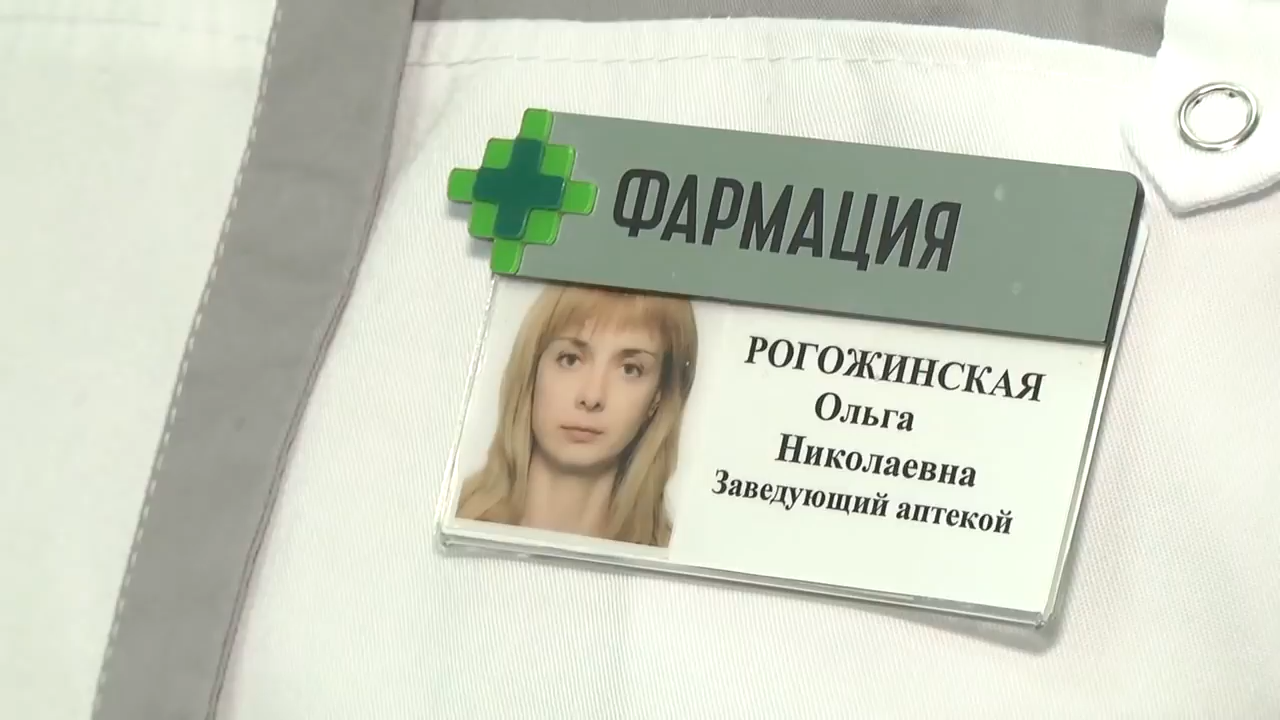 ФАРМАЦИЯ
РОГОЖИНСКАЯ
Ольга
Николаевна
Заведующий аптекой